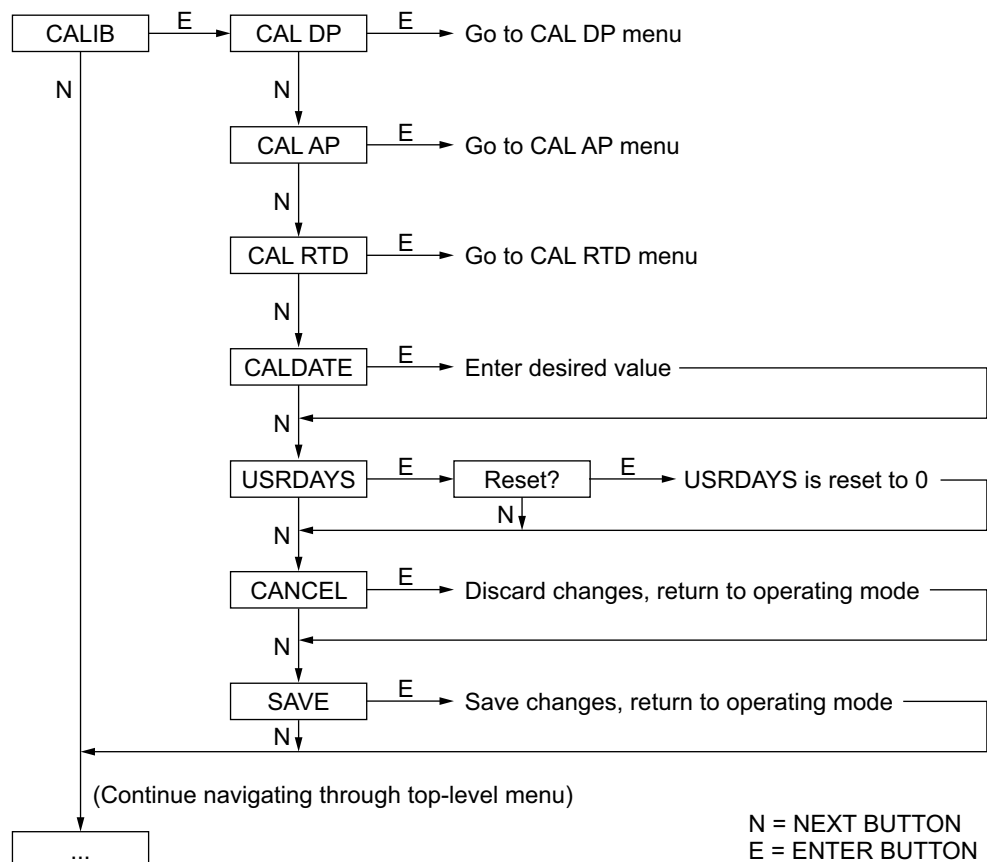 CALIB E CAL DP E Go to CAL DP menu
N N
CAL AP E Go to CAL AP menu
N
CAL RTD E Go to CAL RTD menu
N
CALDATE E Enter desired value
N
USRDAYS E Reset? E USRDAYS is reset to 0
N N
CANCEL E Discard changes, return to operating mode
N
SAVE E Save changes, return to operating mode
N
(Continue navigating through top-level menu)
N = NEXT BUTTON
... E = ENTER BUTTON